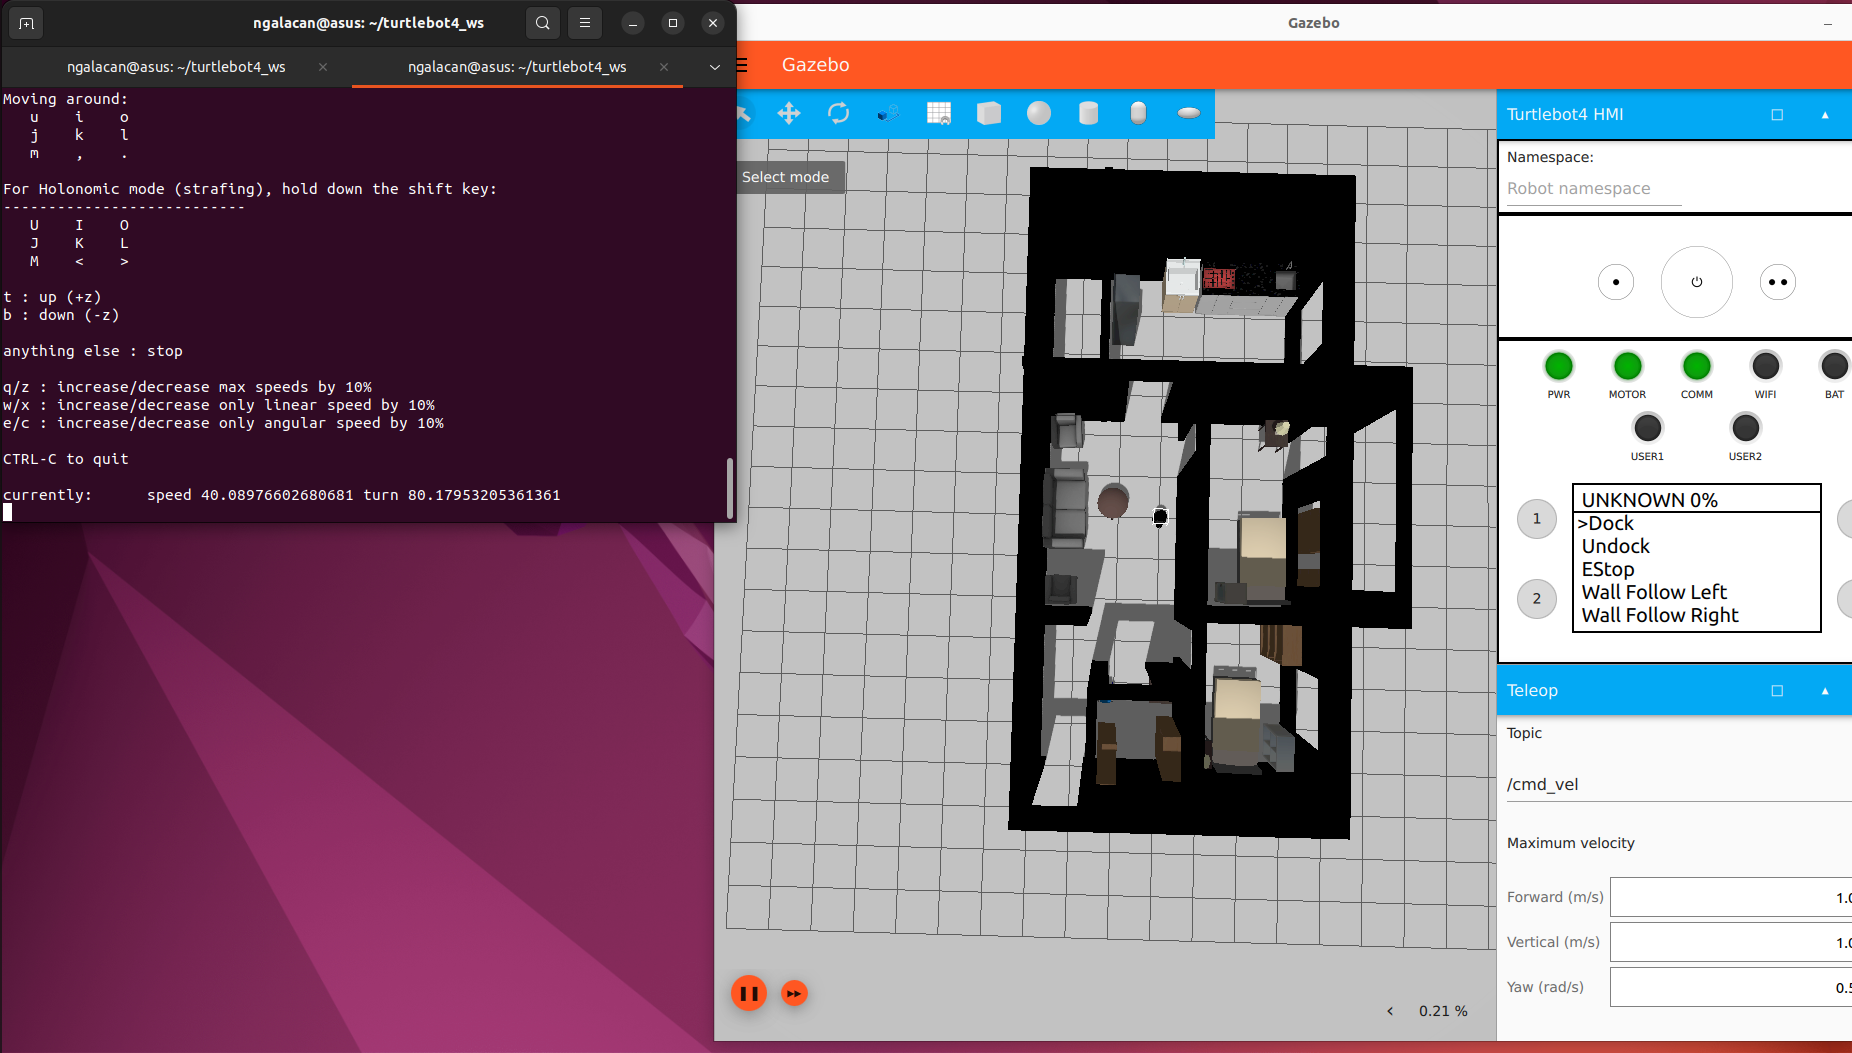 ngalacan@asus: ~/turtlebot4_ws
ngalacan@asus: ~/turtlebot4_ws
ngalacan@asus: ~/turtlebot4_ws
Moving around:
u i o
j k l
m , .
For Holonomic mode (strafing), hold down the shift key:
---------------------------
U I O
J K L
M < >
t : up (+z)
b : down (-z)
anything else : stop
q/z : increase/decrease max speeds by 10%
w/x : increase/decrease only linear speed by 10%
e/c : increase/decrease only angular speed by 10%
CTRL-C to quit
currently: speed 40.08976602680681 turn 80.17953205361361
Gazebo
Gazebo
Select mode
0.21 %
Turtlebot4 HMI
Namespace:
Robot namespace
PWR MOTOR COMM WIFI BAT
USER1 USER2
1
2
UNKNOWN 0%
>Dock
Undock
EStop
Wall Follow Left
Wall Follow Right
Teleop
Topic
/cmd_vel
Maximum velocity
Forward (m/s) 1.0
Vertical (m/s) 1.0
Yaw (rad/s) 0.5